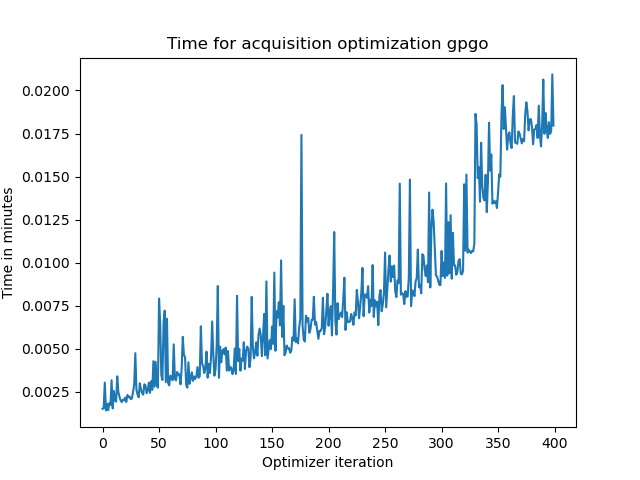 Time for acquisition optimization gpgo
0.0200
0.0175
0.0150
0.0125
0.0100
0.0075
0.0050
0.0025
Time in minutes
0 50 100 150 200 250 300 350 400
Optimizer iteration